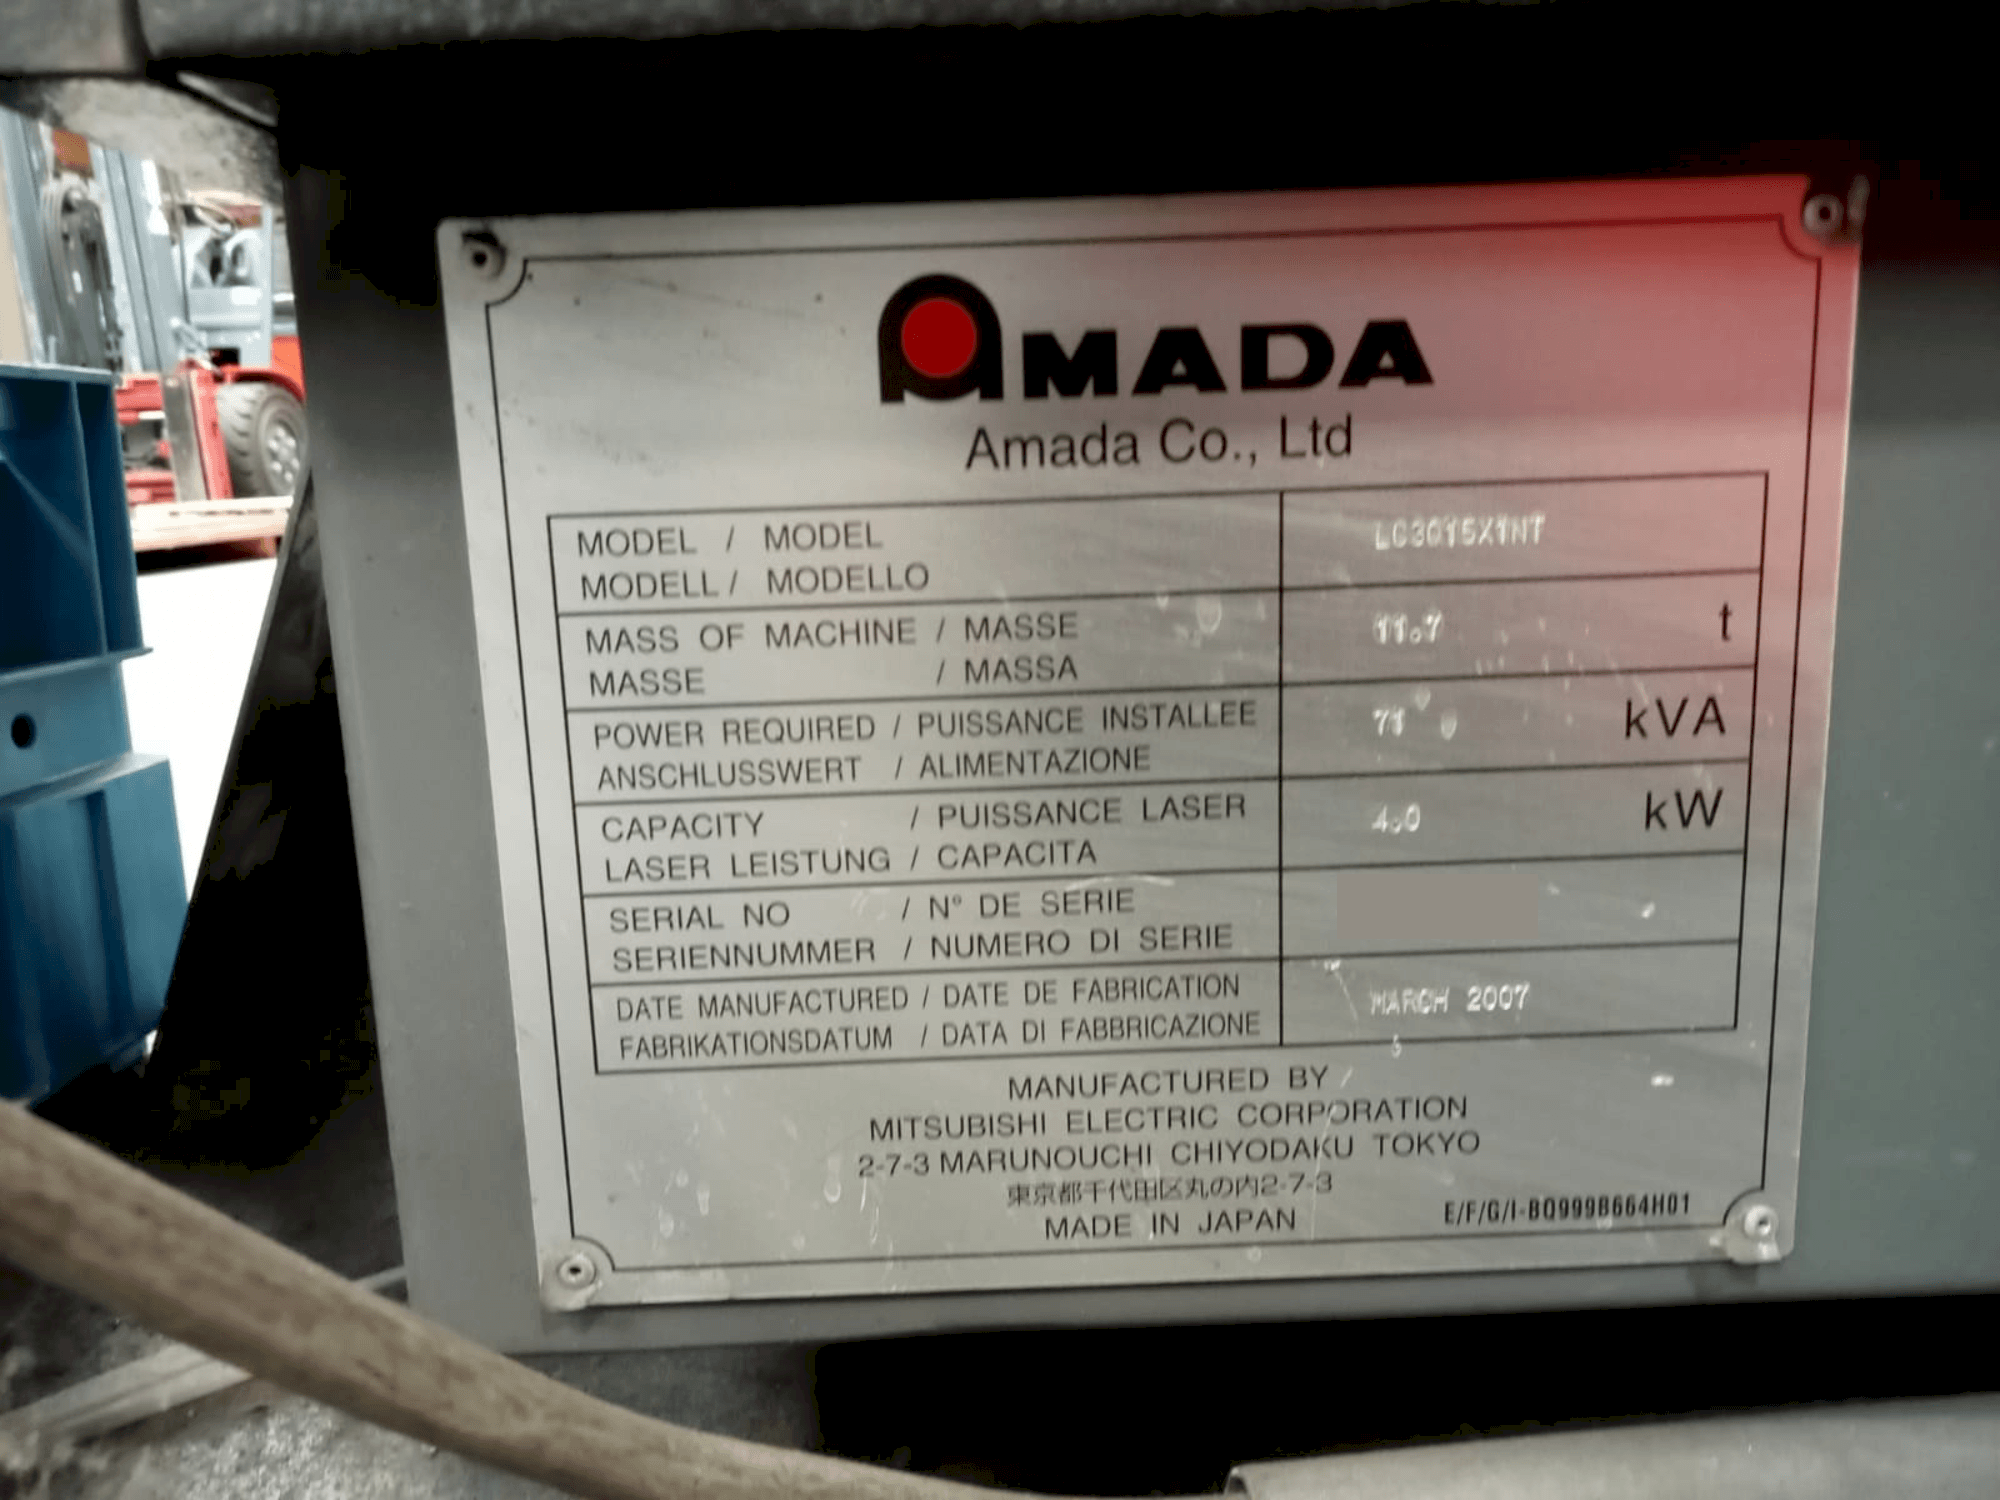 AMADA
Amada Co., Ltd
MODEL / MODEL
MODELL / MODELLO
LC3015X1NT
MASS OF MACHINE / MASSE
MASSE / MASSA
11.7 t
POWER REQUIRED / PUISSANCE INSTALLEE
ANSCHLUSSWERT / ALIMENTAZIONE
71 kVA
CAPACITY / PUISSANCE LASER
LASER LEISTUNG / CAPACITA
4.0 kW
SERIAL NO / N° DE SERIE
SERIENNUMMER / NUMERO DI SERIE
DATE MANUFACTURED / DATE DE FABRICATION
FABRIKATIONSDATUM / DATA DI FABBRICAZIONE
MARCH 2007
MANUFACTURED BY
MITSUBISHI ELECTRIC CORPORATION
2-7-3 MARUNOUCHI CHIYODAKU TOKYO
東京都千代田区丸の内2-7-3
MADE IN JAPAN
E/F/G/I-BQ999B664H01